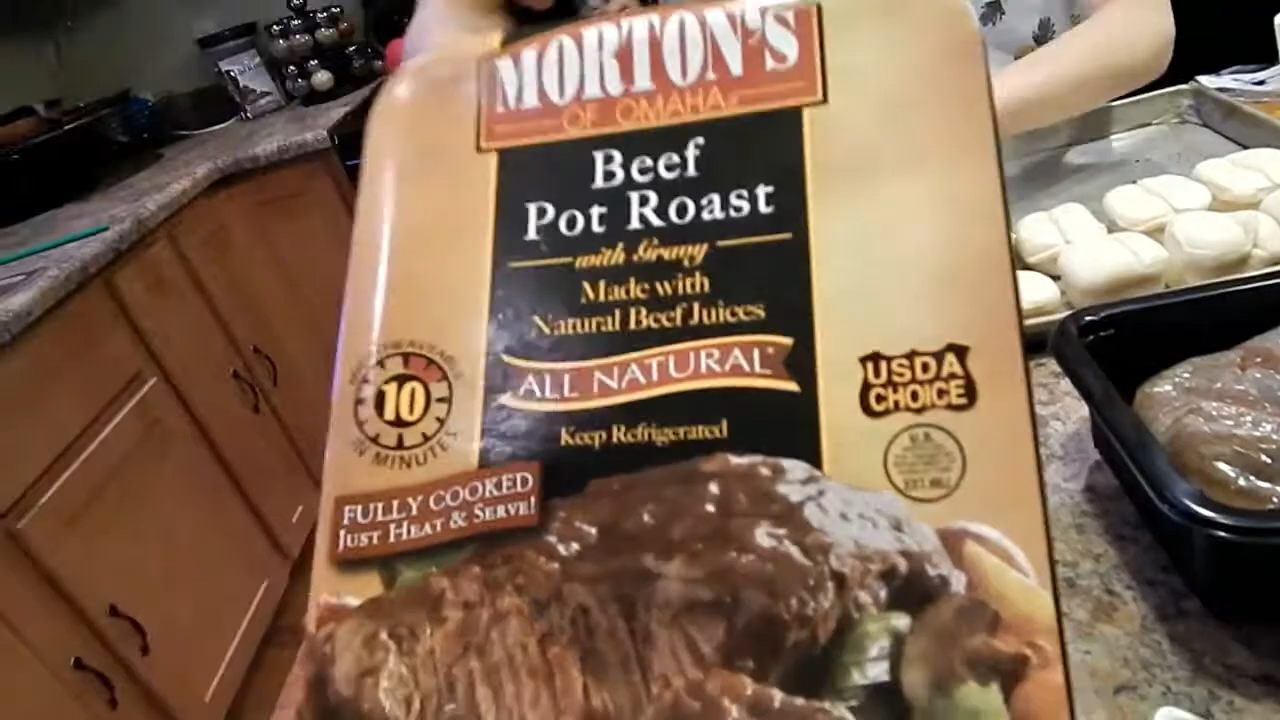 MORTON'S
OF OMAHA
Beef
Pot Roast
with Gravy
Made with
Natural Beef Juices
ALL NATURAL*
10
IN MINUTES
USDA
CHOICE
Keep Refrigerated
FULLY COOKED
JUST HEAT & SERVE!